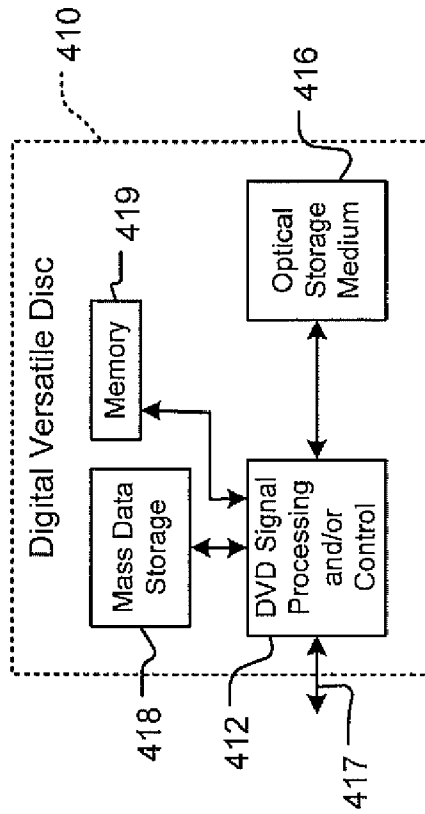 410
Digital Versatile Disc
419
Memory
Mass Data
Storage
418
416
Optical
Storage
Medium
DVD Signal
Processing
and/or
Control
412
417